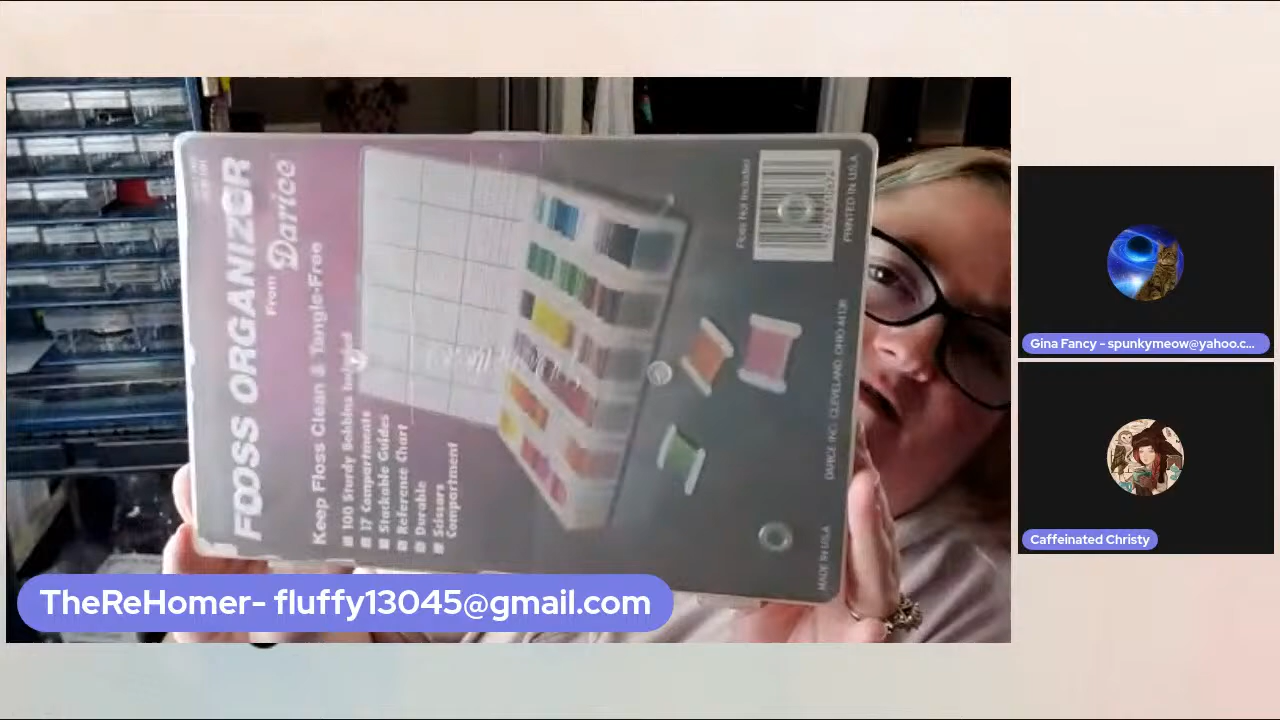 FLOSS ORGANIZER
From Darice
Keep Floss Clean & Tangle-Free
■ 100 Sturdy Bobbins Included
■ 17 Compartments
■ Stackable Guides
■ Reference Chart
■ Durable
■ Scissors
Compartment
Floss Not Included
PRINTED IN USA
DARICE INC. CLEVELAND, OHIO 44136
MADE IN USA
TheReHomer- fluffy13045@gmail.com
Gina Fancy - spunkymeow@yahoo.c...
Caffeinated Christy